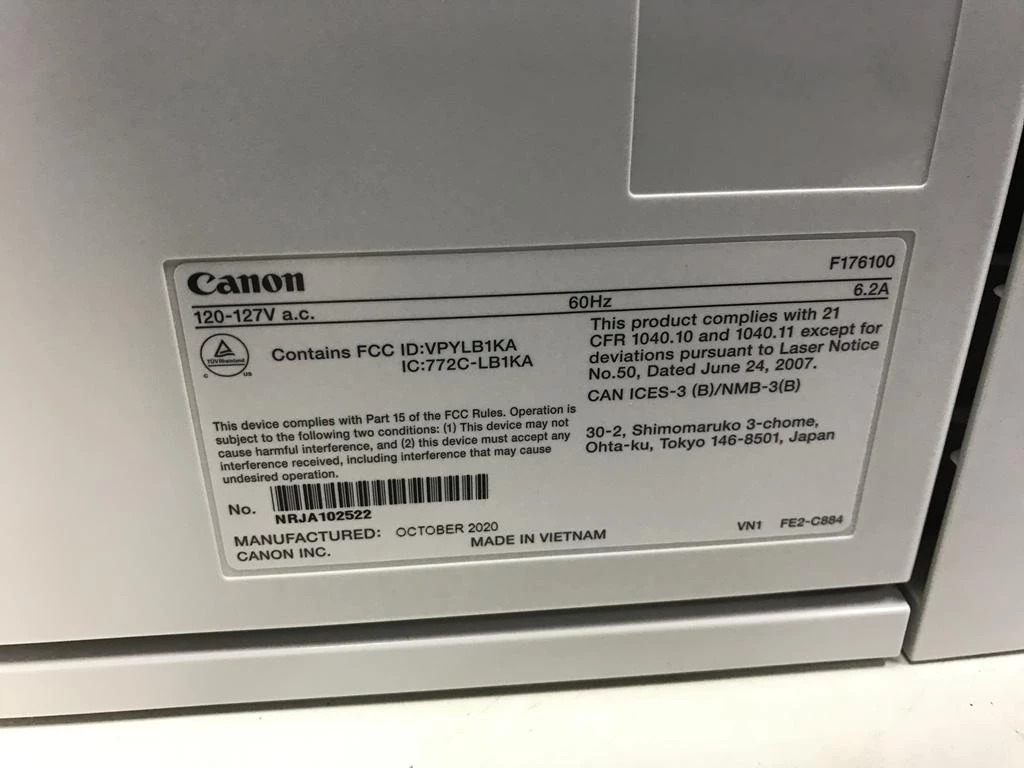 Canon
F176100
120-127V a.c.
60Hz
6.2A
TÜVRheinland
C US
Contains FCC ID:VPYLB1KA
IC:772C-LB1KA
This product complies with 21
CFR 1040.10 and 1040.11 except for
deviations pursuant to Laser Notice
No.50, Dated June 24, 2007.
CAN ICES-3 (B)/NMB-3(B)
This device complies with Part 15 of the FCC Rules. Operation is
subject to the following two conditions: (1) This device may not
cause harmful interference, and (2) this device must accept any
interference received, including interference that may cause
undesired operation.
30-2, Shimomaruko 3-chome,
Ohta-ku, Tokyo 146-8501, Japan
No.
NRJA102522
MANUFACTURED: OCTOBER 2020
CANON INC.
MADE IN VIETNAM
VN1 FE2-C884